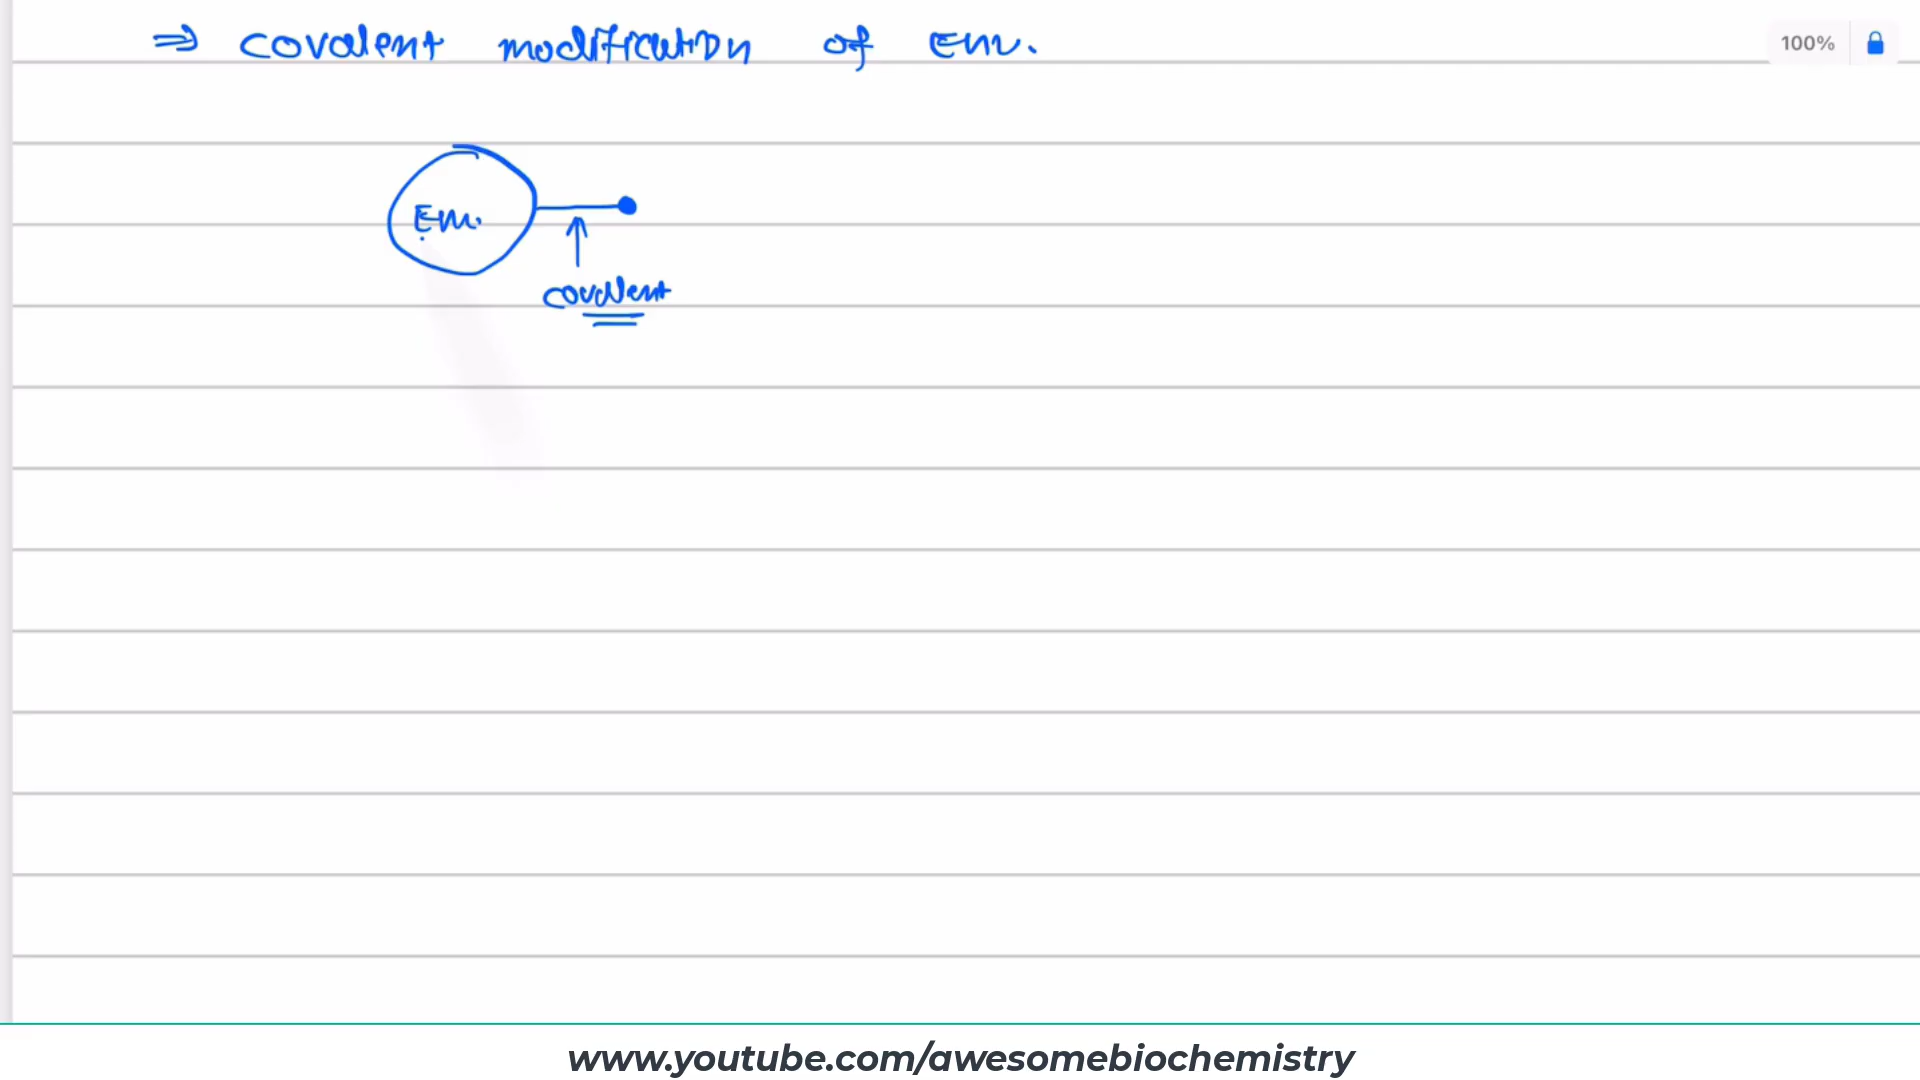 ⇒ covalent modification of Enz.
100%
Enz.
covalent
www.youtube.com/awesomebiochemistry